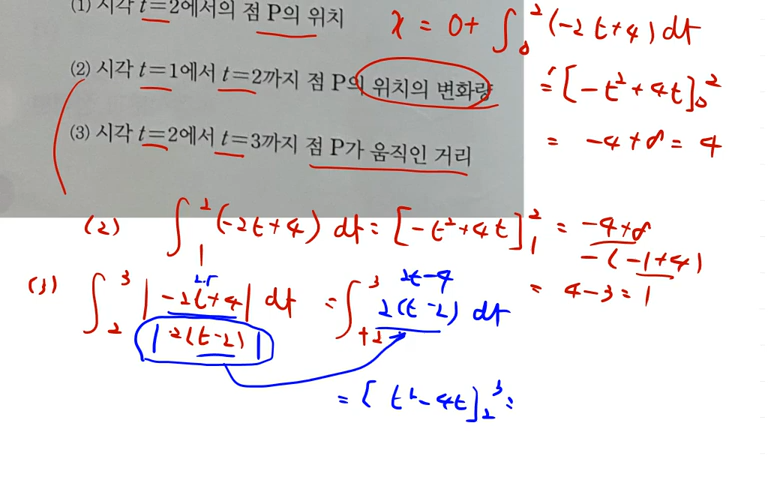 (1) 시각 t=2에서의 점 P의 위치
x = 0+ ∫₀² (-2t+4) dt
(2) 시각 t=1에서 t=2까지 점 P의 위치의 변화량
= [-t²+4t]₀²
(3) 시각 t=2에서 t=3까지 점 P가 움직인 거리
= -4+8 = 4
(2) ∫₁² (-2t+4) dt = [-t²+4t]₁² = -4+8
-(-1+4)
= 4-3=1
(3) ∫₂³ |-2t+4| dt = ∫₂³ 2(t-2) dt
2.5
2t-4
|2(t-2)|
= [t²-4t]₂³ =